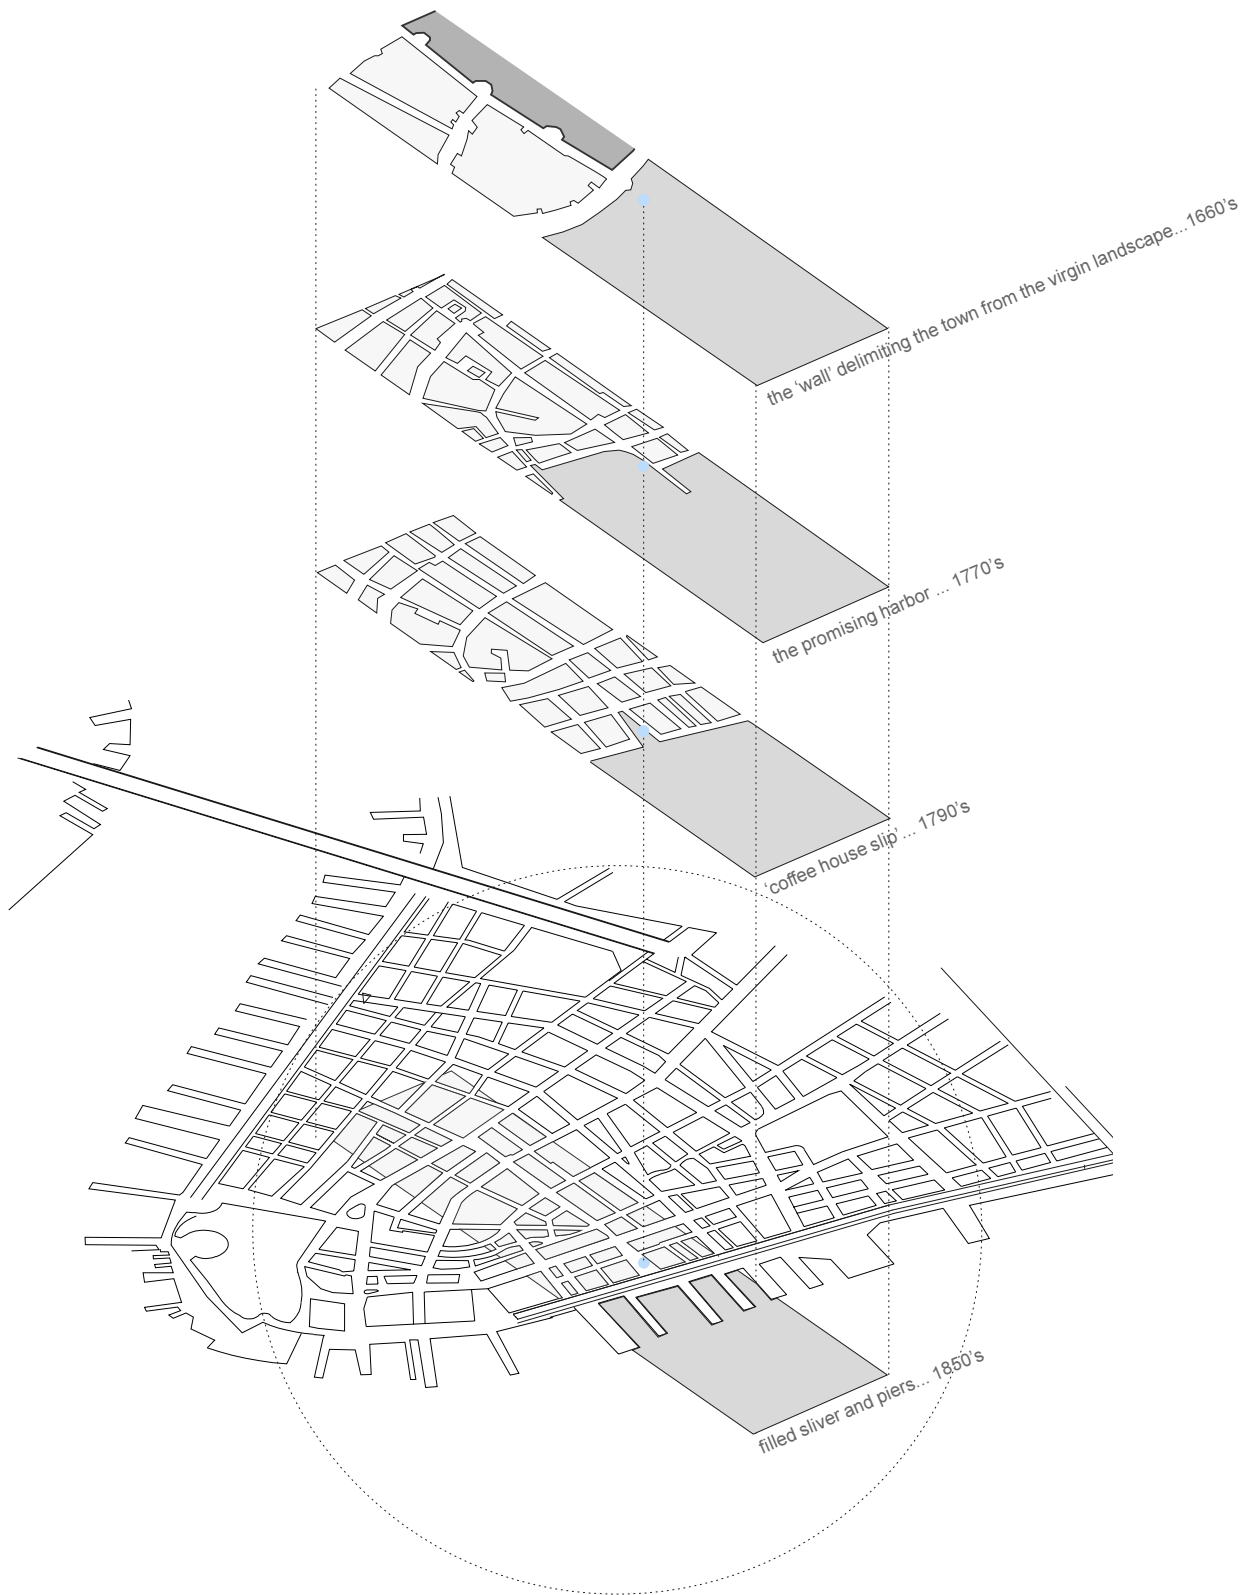 the ‘wall’ delimiting the town from the virgin landscape...1660’s
the promising harbor ... 1770’s
‘coffee house slip’ ... 1790’s
filled sliver and piers... 1850’s